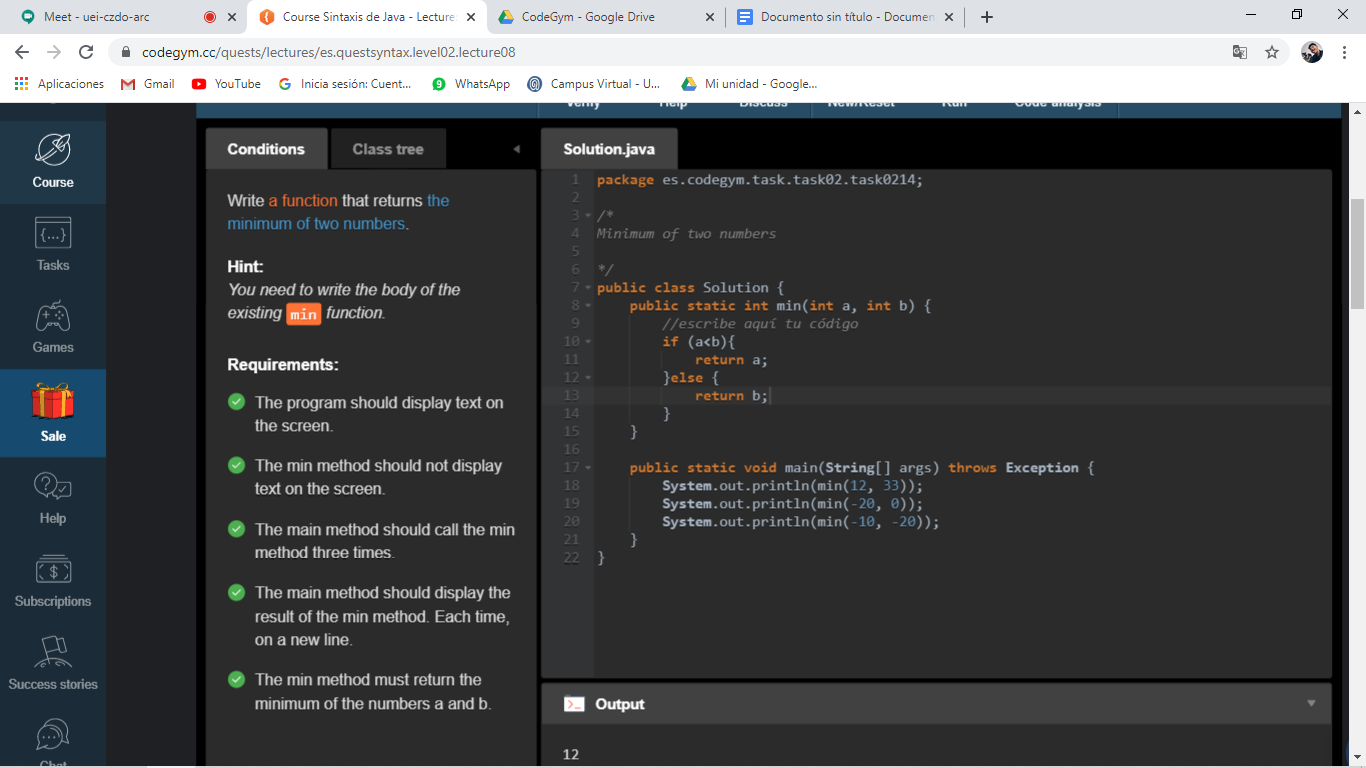 Meet - uei-czdo-arc
Course Sintaxis de Java - Lecture:
CodeGym - Google Drive
Documento sin título - Documen
codegym.cc/quests/lectures/es.questsyntax.level02.lecture08
Aplicaciones
Gmail
YouTube
Inicia sesión: Cuent...
9
WhatsApp
Campus Virtual - U...
Mi unidad - Google...
Verify
Help
Discuss
New/Reset
Run
Code analysis
Course
{...}
Tasks
Games
Sale
Help
Subscriptions
Success stories
Chat
Conditions
Class tree
Write a function that returns the
minimum of two numbers.
Hint:
You need to write the body of the
existing min function.
Requirements:
The program should display text on
the screen.
The min method should not display
text on the screen.
The main method should call the min
method three times.
The main method should display the
result of the min method. Each time,
on a new line.
The min method must return the
minimum of the numbers a and b.
Solution.java
1 package es.codegym.task.task02.task0214;
2
3 /*
4 Minimum of two numbers
5
6 */
7 public class Solution {
8 public static int min(int a, int b) {
9 //escribe aquí tu código
10 if (a<b){
11 return a;
12 }else {
13 return b;
14 }
15 }
16
17 public static void main(String[] args) throws Exception {
18 System.out.println(min(12, 33));
19 System.out.println(min(-20, 0));
20 System.out.println(min(-10, -20));
21 }
22 }
Output
12